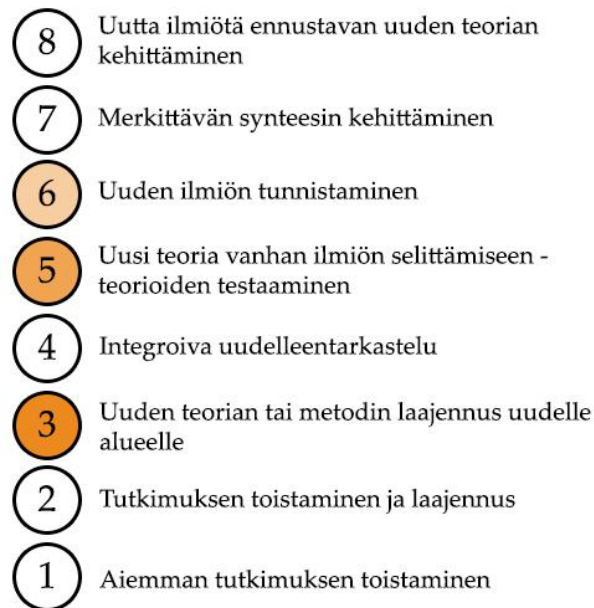 8 Uutta ilmiötä ennustavan uuden teorian
kehittäminen
7 Merkittävän synteesin kehittäminen
6 Uuden ilmiön tunnistaminen
5 Uusi teoria vanhan ilmiön selittämiseen -
teorioiden testaaminen
4 Integroiva uudelleentarkastelu
3 Uuden teorian tai metodin laajennus uudelle
alueelle
2 Tutkimuksen toistaminen ja laajennus
1 Aiemman tutkimuksen toistaminen